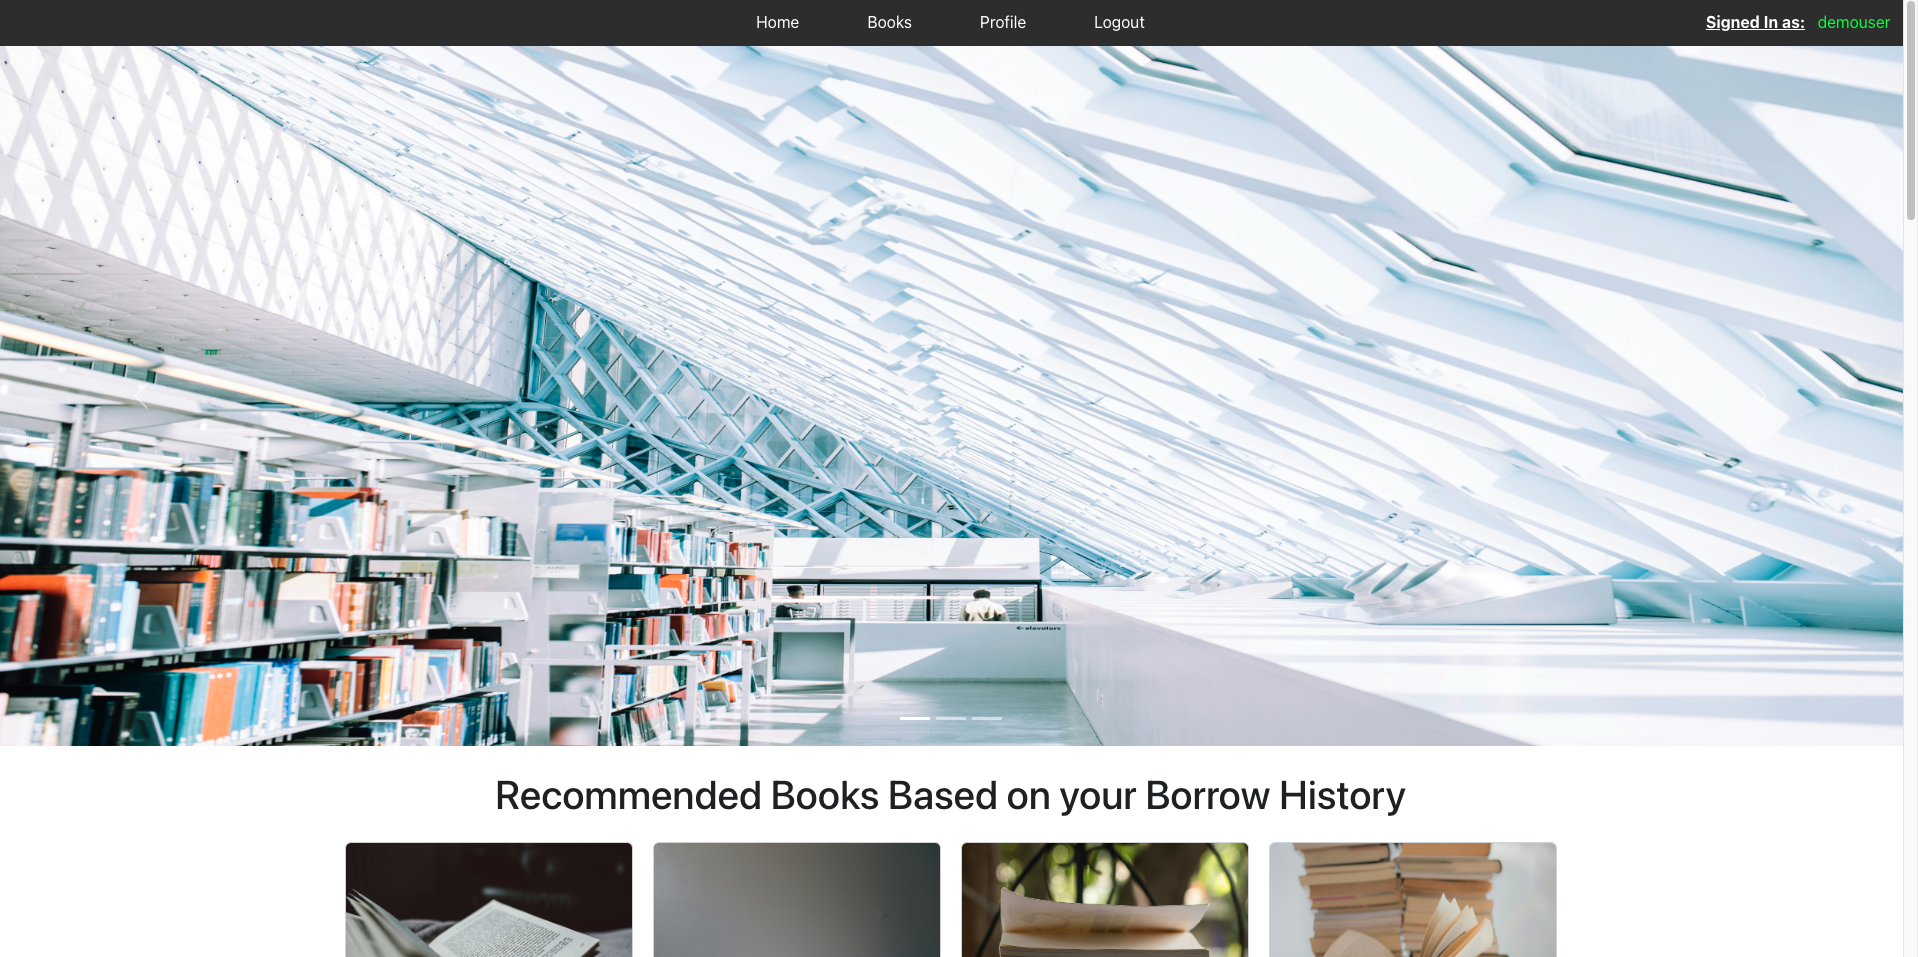 Home Books Profile Logout Signed In as: demouser
← elevators
Recommended Books Based on your Borrow History